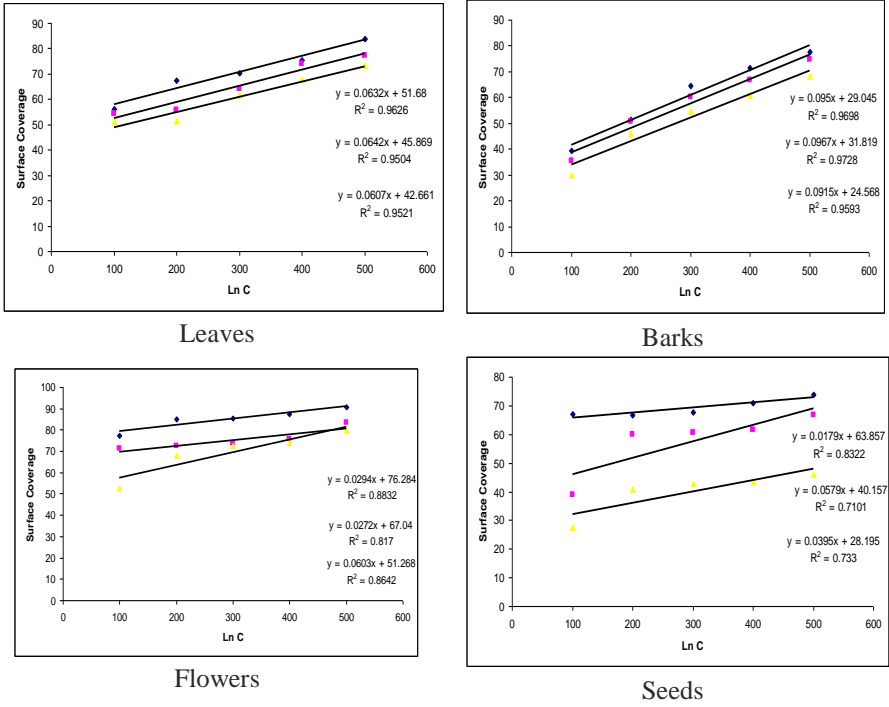 90
80
70
60
50
40
30
20
10
0
Surface Coverage
y = 0.0632x + 51.68
R² = 0.9626
y = 0.0642x + 45.869
R² = 0.9504
y = 0.0607x + 42.661
R² = 0.9521
0 100 200 300 400 500 600
Ln C
Leaves
90
80
70
60
50
40
30
20
10
0
Surface Coverage
y = 0.095x + 29.045
R² = 0.9698
y = 0.0967x + 31.819
R² = 0.9728
y = 0.0915x + 24.568
R² = 0.9593
0 100 200 300 400 500 600
Ln C
Barks
100
90
80
70
60
50
40
30
20
10
0
Surface Coverage
y = 0.0294x + 76.284
R² = 0.8832
y = 0.0272x + 67.04
R² = 0.817
y = 0.0603x + 51.268
R² = 0.8642
0 100 200 300 400 500 600
Ln C
Flowers
80
70
60
50
40
30
20
10
0
Surface Coverage
y = 0.0179x + 63.857
R² = 0.8322
y = 0.0579x + 40.157
R² = 0.7101
y = 0.0395x + 28.195
R² = 0.733
0 100 200 300 400 500 600
Ln C
Seeds